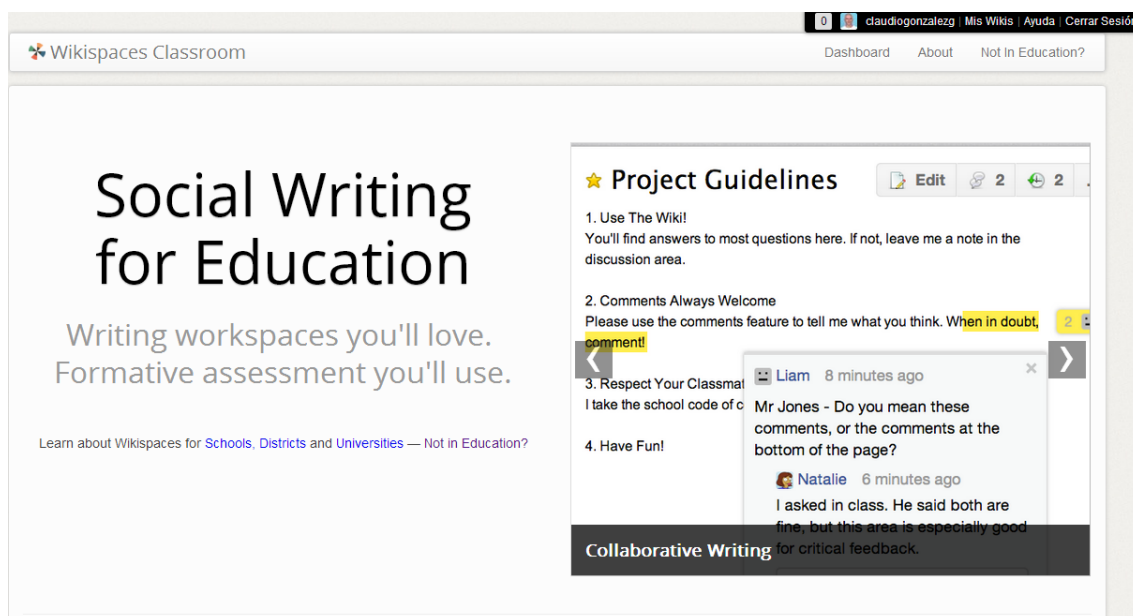 0 claudiogonzalezg | Mis Wikis | Ayuda | Cerrar Sesión
Wikispaces Classroom
Dashboard About Not In Education?
Social Writing
for Education
Writing workspaces you'll love.
Formative assessment you'll use.
Learn about Wikispaces for Schools, Districts and Universities — Not in Education?
Project Guidelines
Edit 2 2
1. Use The Wiki!
You'll find answers to most questions here. If not, leave me a note in the
discussion area.
2. Comments Always Welcome
Please use the comments feature to tell me what you think. When in doubt, 2
comment!
3. Respect Your Classmat
I take the school code of c
4. Have Fun!
Liam 8 minutes ago ×
Mr Jones - Do you mean these
comments, or the comments at the
bottom of the page?
Natalie 6 minutes ago
I asked in class. He said both are
fine, but this area is especially good
for critical feedback.
Collaborative Writing